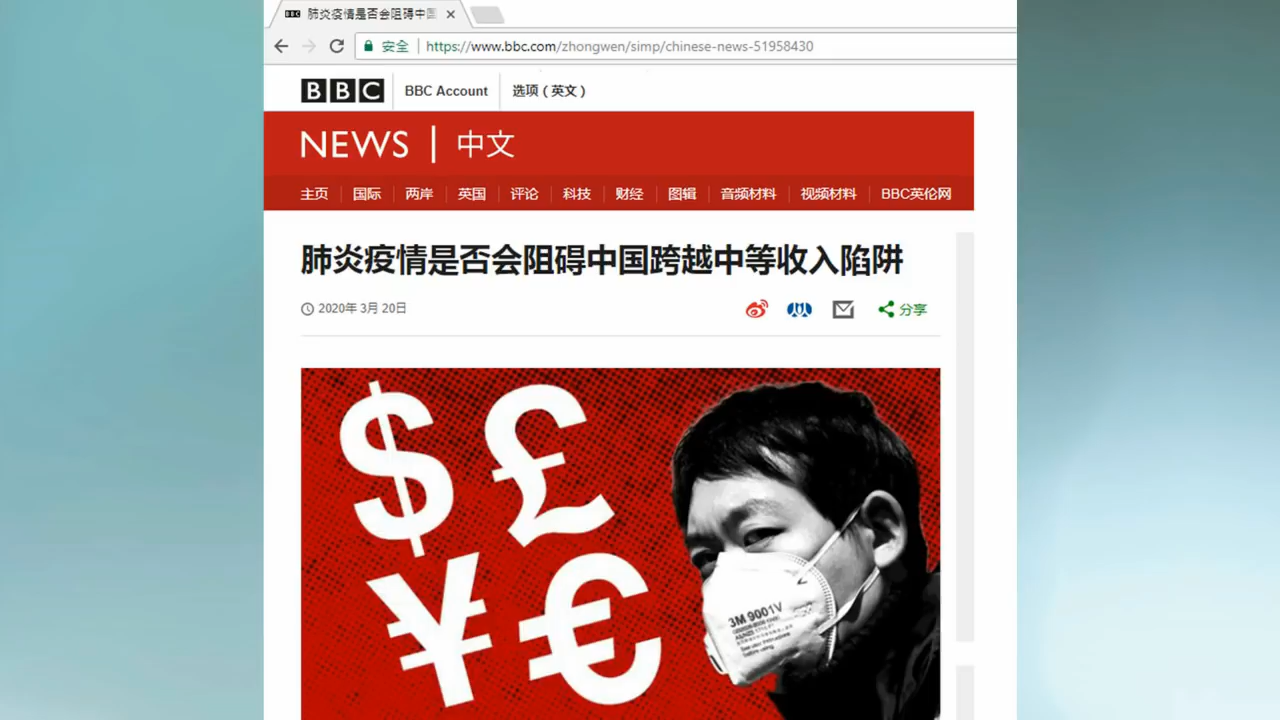 BBC 肺炎疫情是否会阻碍中国
安全 https://www.bbc.com/zhongwen/simp/chinese-news-51958430
BBC BBC Account 选项（英文）
NEWS | 中文
主页 国际 两岸 英国 评论 科技 财经 图辑 音频材料 视频材料 BBC英伦网
肺炎疫情是否会阻碍中国跨越中等收入陷阱
2020年 3月 20日 分享
$ £
¥ €
3M 9001V